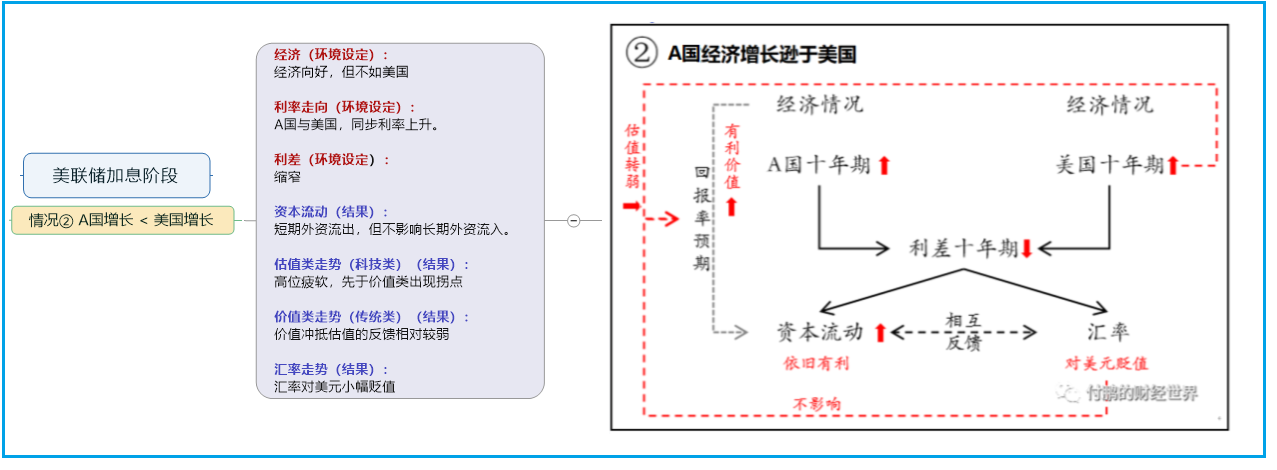 美联储加息阶段
情况② A国增长 < 美国增长
经济（环境设定）：
经济向好，但不如美国
利率走向（环境设定）：
A国与美国，同步利率上升。
利差（环境设定）：
缩窄
资本流动（结果）：
短期外资流出，但不影响长期外资流入。
估值类走势（科技类）（结果）：
高位疲软，先于价值类出现拐点
价值类走势（传统类）（结果）：
价值冲抵估值的反馈相对较弱
汇率走势（结果）：
汇率对美元小幅贬值
② A国经济增长逊于美国
经济情况
经济情况
估值转弱
有利价值
回报率预期
A国十年期
美国十年期
利差十年期
资本流动
相互
反馈
汇率
依旧有利
对美元贬值
付鹏的财经世界
不影响